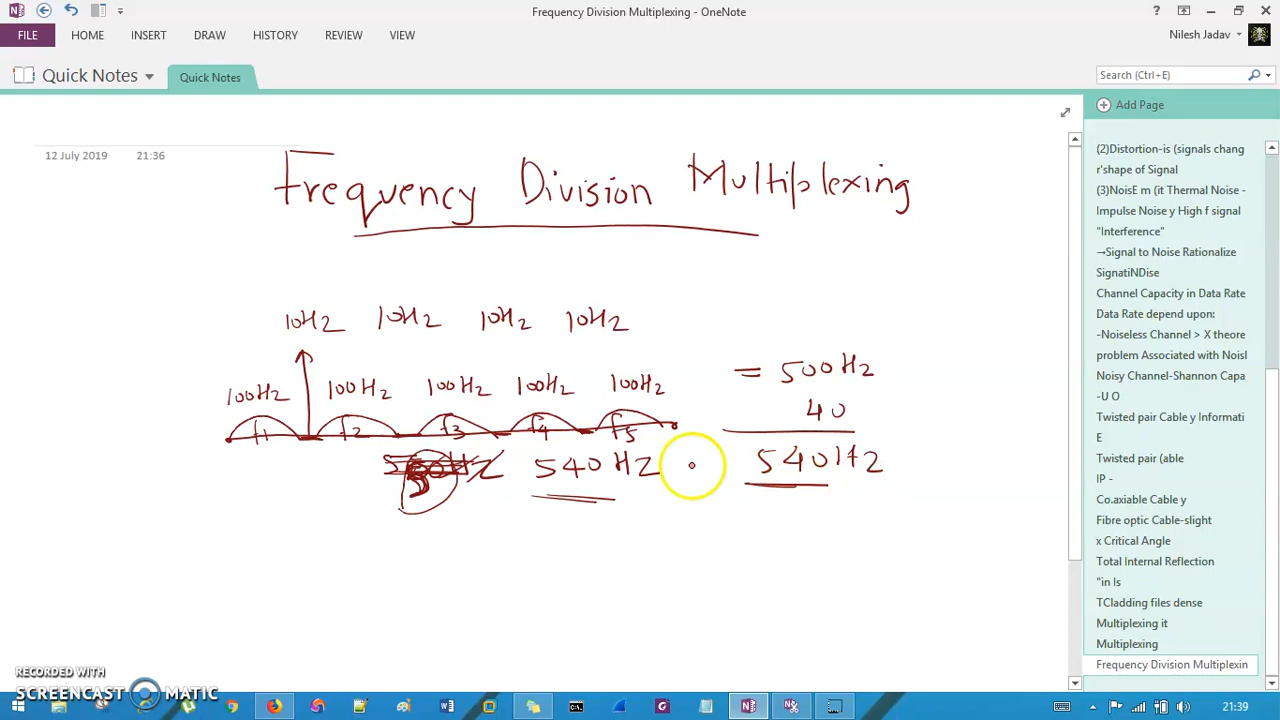 Frequency Division Multiplexing - OneNote
FILE HOME INSERT DRAW HISTORY REVIEW VIEW
Nilesh Jadav
Quick Notes
Quick Notes
Search (Ctrl+E)
Add Page
12 July 2019 21:36
Frequency Division Multiplexing
10Hz 10Hz 10Hz 10Hz
100Hz 100Hz 100Hz 100Hz 100Hz
f1 f2 f3 f4 f5
540Hz
= 500Hz
40
540Hz
(2)Distortion-is (signals chang
r'shape of Signal
(3)NoisE m (it Thermal Noise -
Impulse Noise y High f signal
"Interference"
→Signal to Noise Rationalize
SignatiNDise
Channel Capacity in Data Rate
Data Rate depend upon:
-Noiseless Channel > X theore
problem Associated with Noisl
Noisy Channel-Shannon Capa
-U O
Twisted pair Cable y Informati
E
Twisted pair (able
IP -
Co.axiable Cable y
Fibre optic Cable-slight
x Critical Angle
Total Internal Reflection
"in ls
TCladding files dense
Multiplexing it
Multiplexing
Frequency Division Multiplexin
RECORDED WITH
SCREENCAST MATIC
21:39